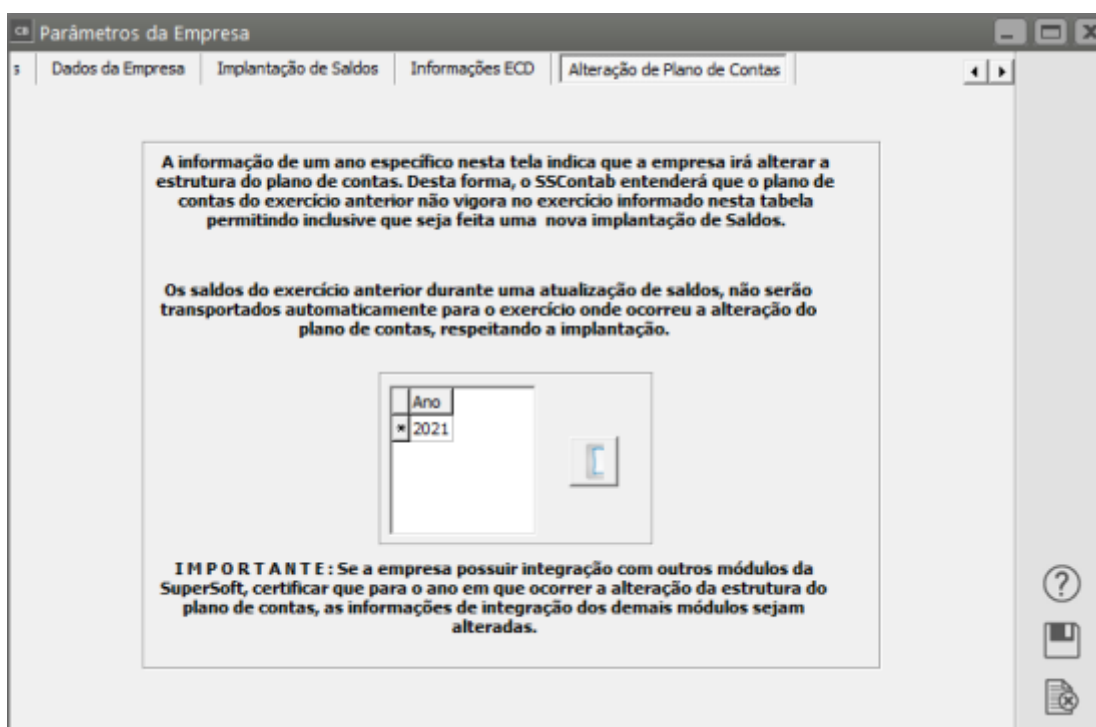 CB Parâmetros da Empresa
s Dados da Empresa Implantação de Saldos Informações ECD Alteração de Plano de Contas
A informação de um ano específico nesta tela indica que a empresa irá alterar a
estrutura do plano de contas. Desta forma, o SSContab entenderá que o plano de
contas do exercício anterior não vigora no exercício informado nesta tabela
permitindo inclusive que seja feita uma nova implantação de Saldos.
Os saldos do exercício anterior durante uma atualização de saldos, não serão
transportados automaticamente para o exercício onde ocorreu a alteração do
plano de contas, respeitando a implantação.
Ano
* 2021
I M P O R T A N T E : Se a empresa possuir integração com outros módulos da
SuperSoft, certificar que para o ano em que ocorrer a alteração da estrutura do
plano de contas, as informações de integração dos demais módulos sejam
alteradas.